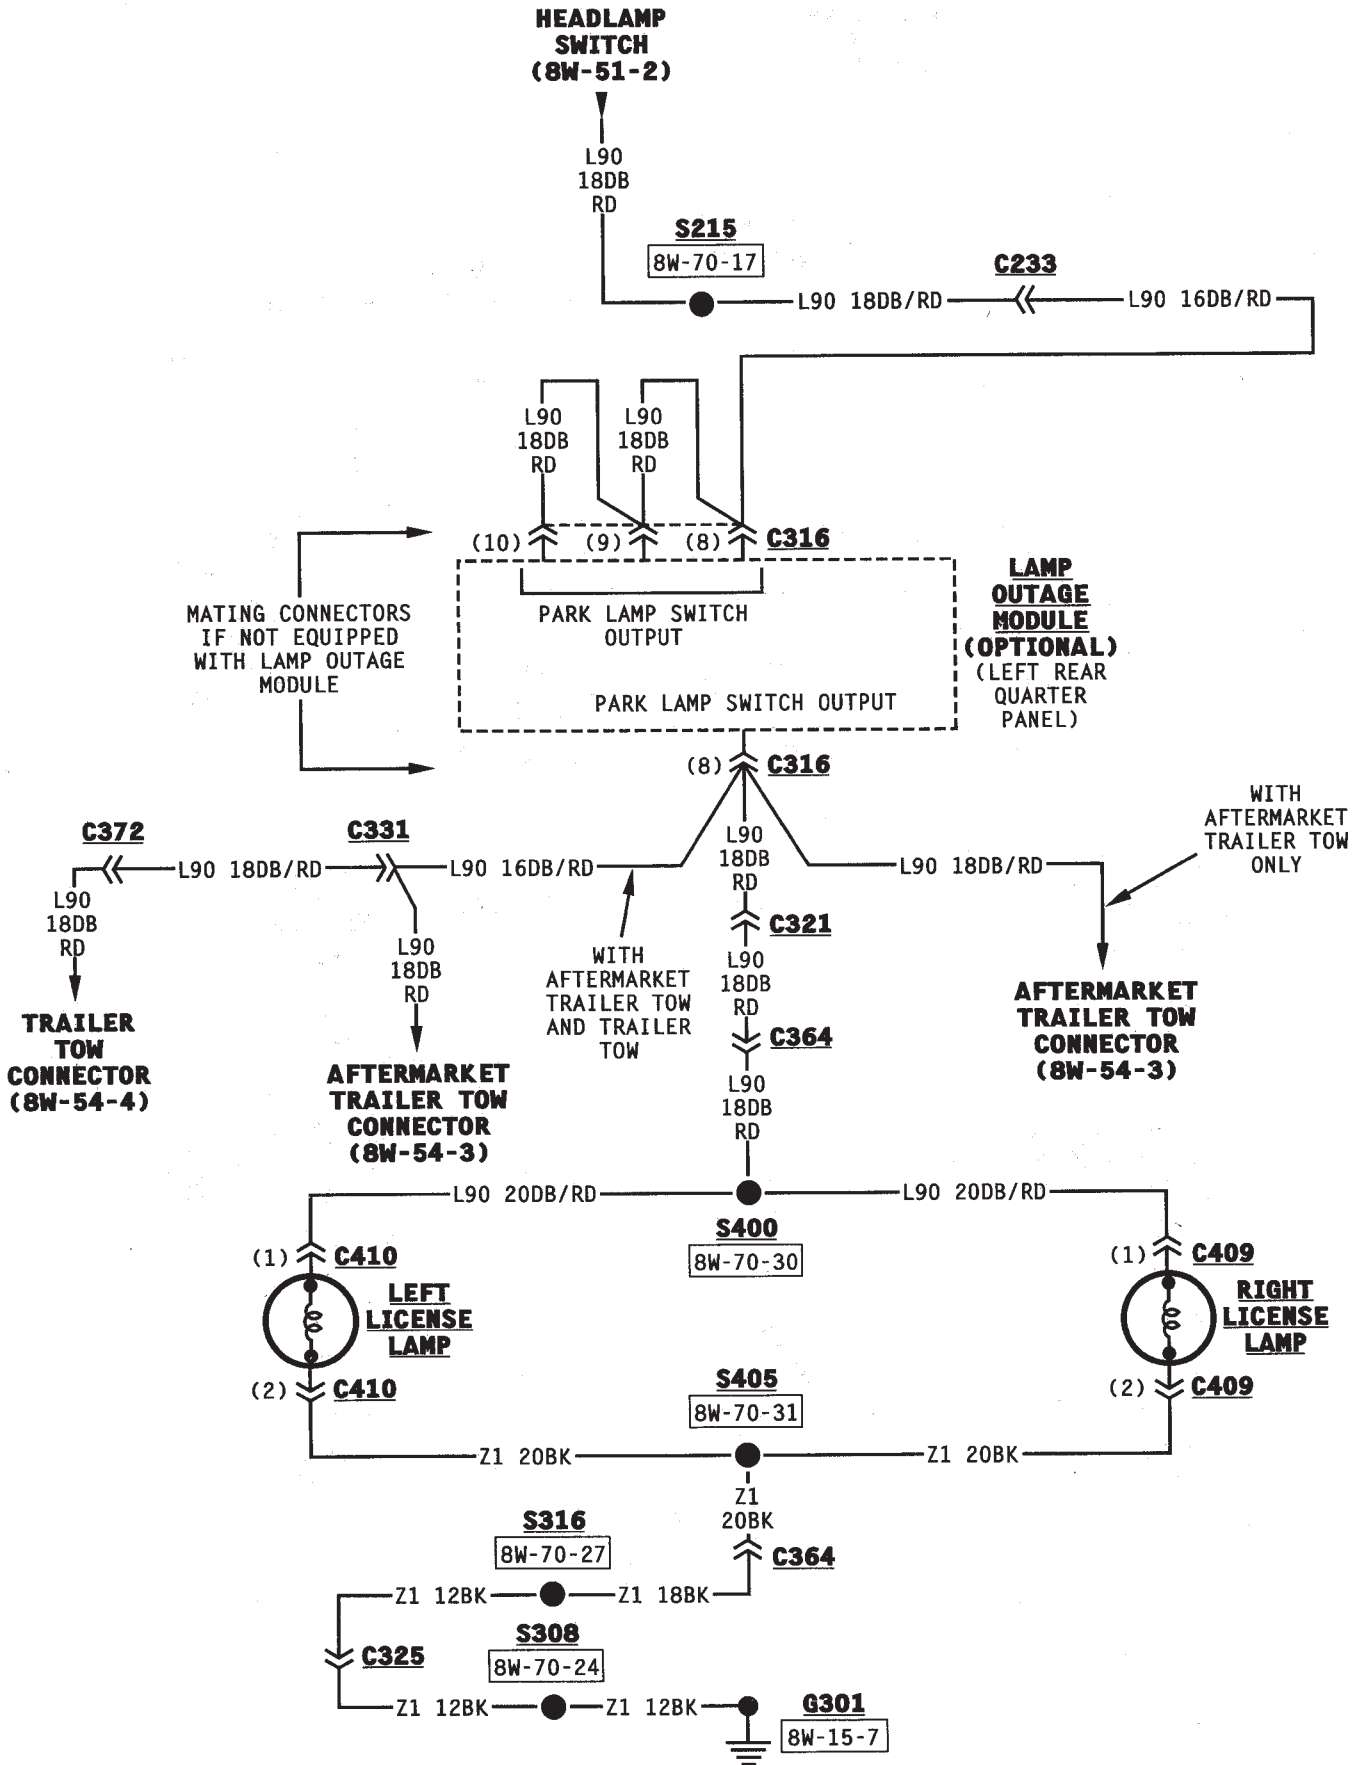 HEADLAMP
SWITCH
(8W-51-2)
L90
18DB
RD
S215
8W-70-17
C233
L90 18DB/RD
L90 16DB/RD
L90
18DB
RD
L90
18DB
RD
(10)
(9)
(8)
C316
PARK LAMP SWITCH
OUTPUT
LAMP
OUTAGE
MODULE
(OPTIONAL)
(LEFT REAR
QUARTER
PANEL)
MATING CONNECTORS
IF NOT EQUIPPED
WITH LAMP OUTAGE
MODULE
PARK LAMP SWITCH OUTPUT
(8)
C316
WITH
AFTERMARKET
TRAILER TOW
ONLY
C372
C331
L90 18DB/RD
L90 16DB/RD
L90
18DB
RD
L90 18DB/RD
L90
18DB
RD
L90
18DB
RD
C321
WITH
AFTERMARKET
TRAILER TOW
AND TRAILER
TOW
L90
18DB
RD
C364
L90
18DB
RD
TRAILER
TOW
CONNECTOR
(8W-54-4)
AFTERMARKET
TRAILER TOW
CONNECTOR
(8W-54-3)
AFTERMARKET
TRAILER TOW
CONNECTOR
(8W-54-3)
L90 20DB/RD
L90 20DB/RD
S400
8W-70-30
(1)
C410
LEFT
LICENSE
LAMP
(2)
C410
(1)
C409
RIGHT
LICENSE
LAMP
(2)
C409
S405
8W-70-31
Z1 20BK
Z1 20BK
Z1
20BK
C364
S316
8W-70-27
Z1 12BK
Z1 18BK
C325
S308
8W-70-24
Z1 12BK
Z1 12BK
G301
8W-15-7